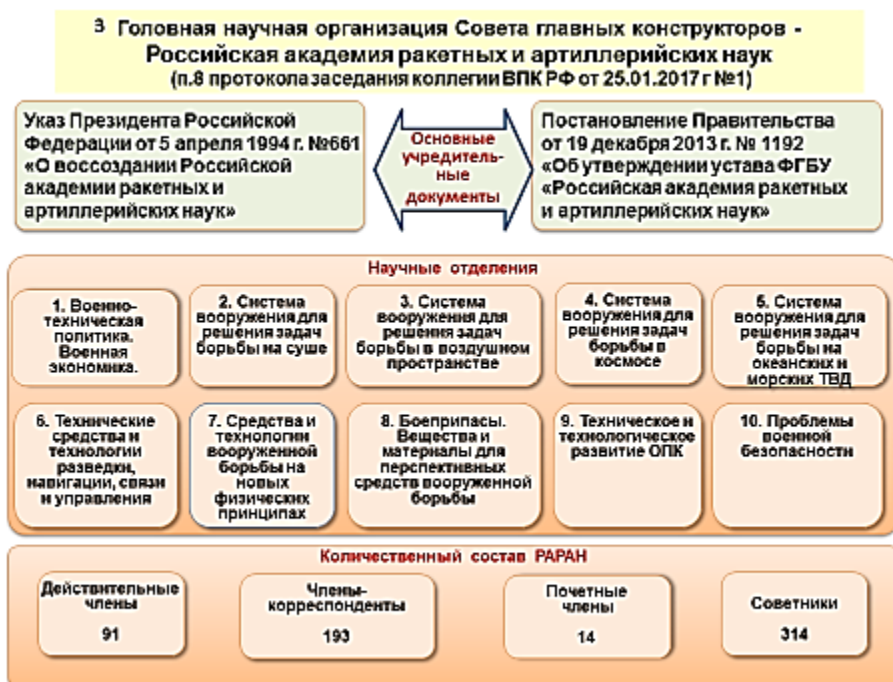 3 Головная научная организация Совета главных конструкторов -
Российская академия ракетных и артиллерийских наук
(п.8 протокола заседания коллегии ВПК РФ от 25.01.2017 г №1)
Указ Президента Российской
Федерации от 5 апреля 1994 г. №661
«О воссоздании Российской
академии ракетных и
артиллерийских наук»
Основные
учредитель-
ные
документы
Постановление Правительства
от 19 декабря 2013 г. № 1192
«Об утверждении устава ФГБУ
«Российская академия ракетных
и артиллерийских наук»
Научные отделения
1. Военно-
техническая
политика.
Военная
экономика.
2. Система
вооружения для
решения задач
борьбы на суше
3. Система
вооружения для
решения задач
борьбы в воздушном
пространстве
4. Система
вооружения для
решения задач
борьбы в
космосе
5. Система
вооружения для
решения задач
борьбы на
океанских и
морских ТВД
6. Технические
средства и
технологии
разведки,
навигации, связи
и управления
7. Средства и
технологии
вооруженной
борьбы на
новых
физических
принципах
8. Боеприпасы.
Вещества и
материалы для
перспективных
средств вооруженной
борьбы
9. Техническое и
технологическое
развитие ОПК
10. Проблемы
военной
безопасности
Количественный состав РАРАН
Действительные
члены
91
Члены-
корреспонденты
193
Почетные
члены
14
Советники
314